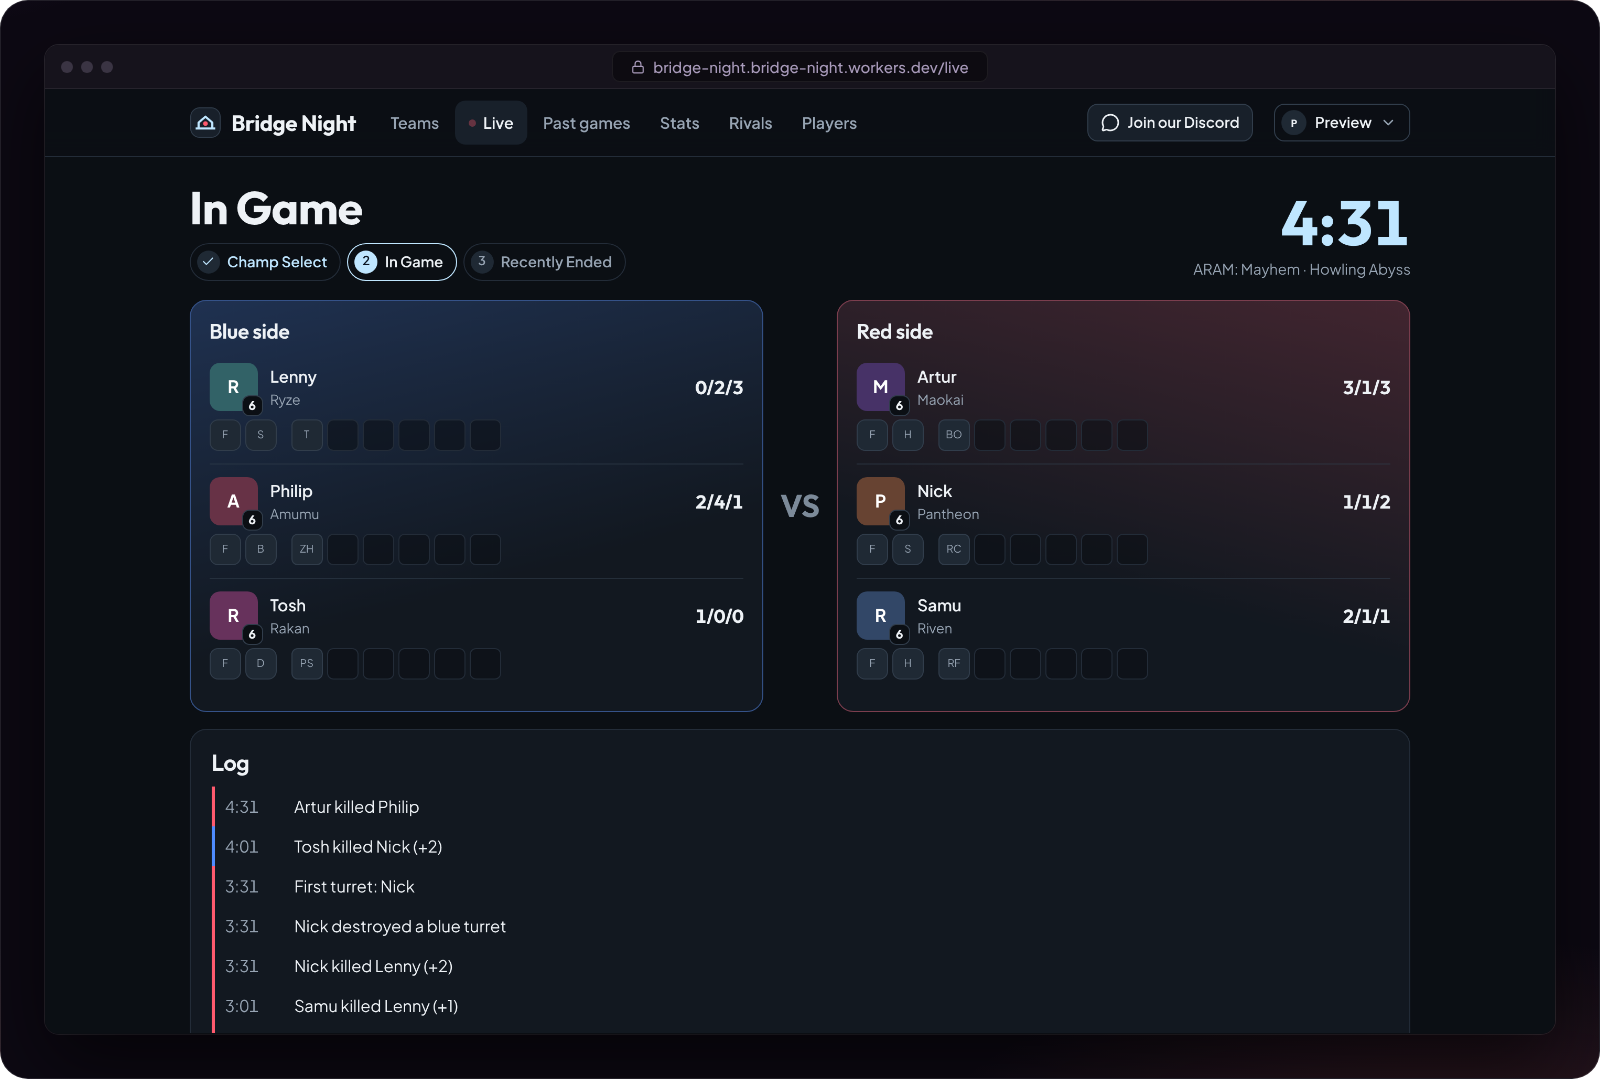 bridge-night.bridge-night.workers.dev/live
Bridge Night Teams Live Past games Stats Rivals Players Join our Discord P Preview
In Game
4:31
Champ Select 2 In Game 3 Recently Ended
ARAM: Mayhem · Howling Abyss
Blue side
R 6 Lenny 0/2/3
Ryze
F S T
A 6 Philip 2/4/1
Amumu
F B ZH
R 6 Tosh 1/0/0
Rakan
F D PS
VS
Red side
M 6 Artur 3/1/3
Maokai
F H BO
P 6 Nick 1/1/2
Pantheon
F S RC
R 6 Samu 2/1/1
Riven
F H RF
Log
4:31 Artur killed Philip
4:01 Tosh killed Nick (+2)
3:31 First turret: Nick
3:31 Nick destroyed a blue turret
3:31 Nick killed Lenny (+2)
3:01 Samu killed Lenny (+1)